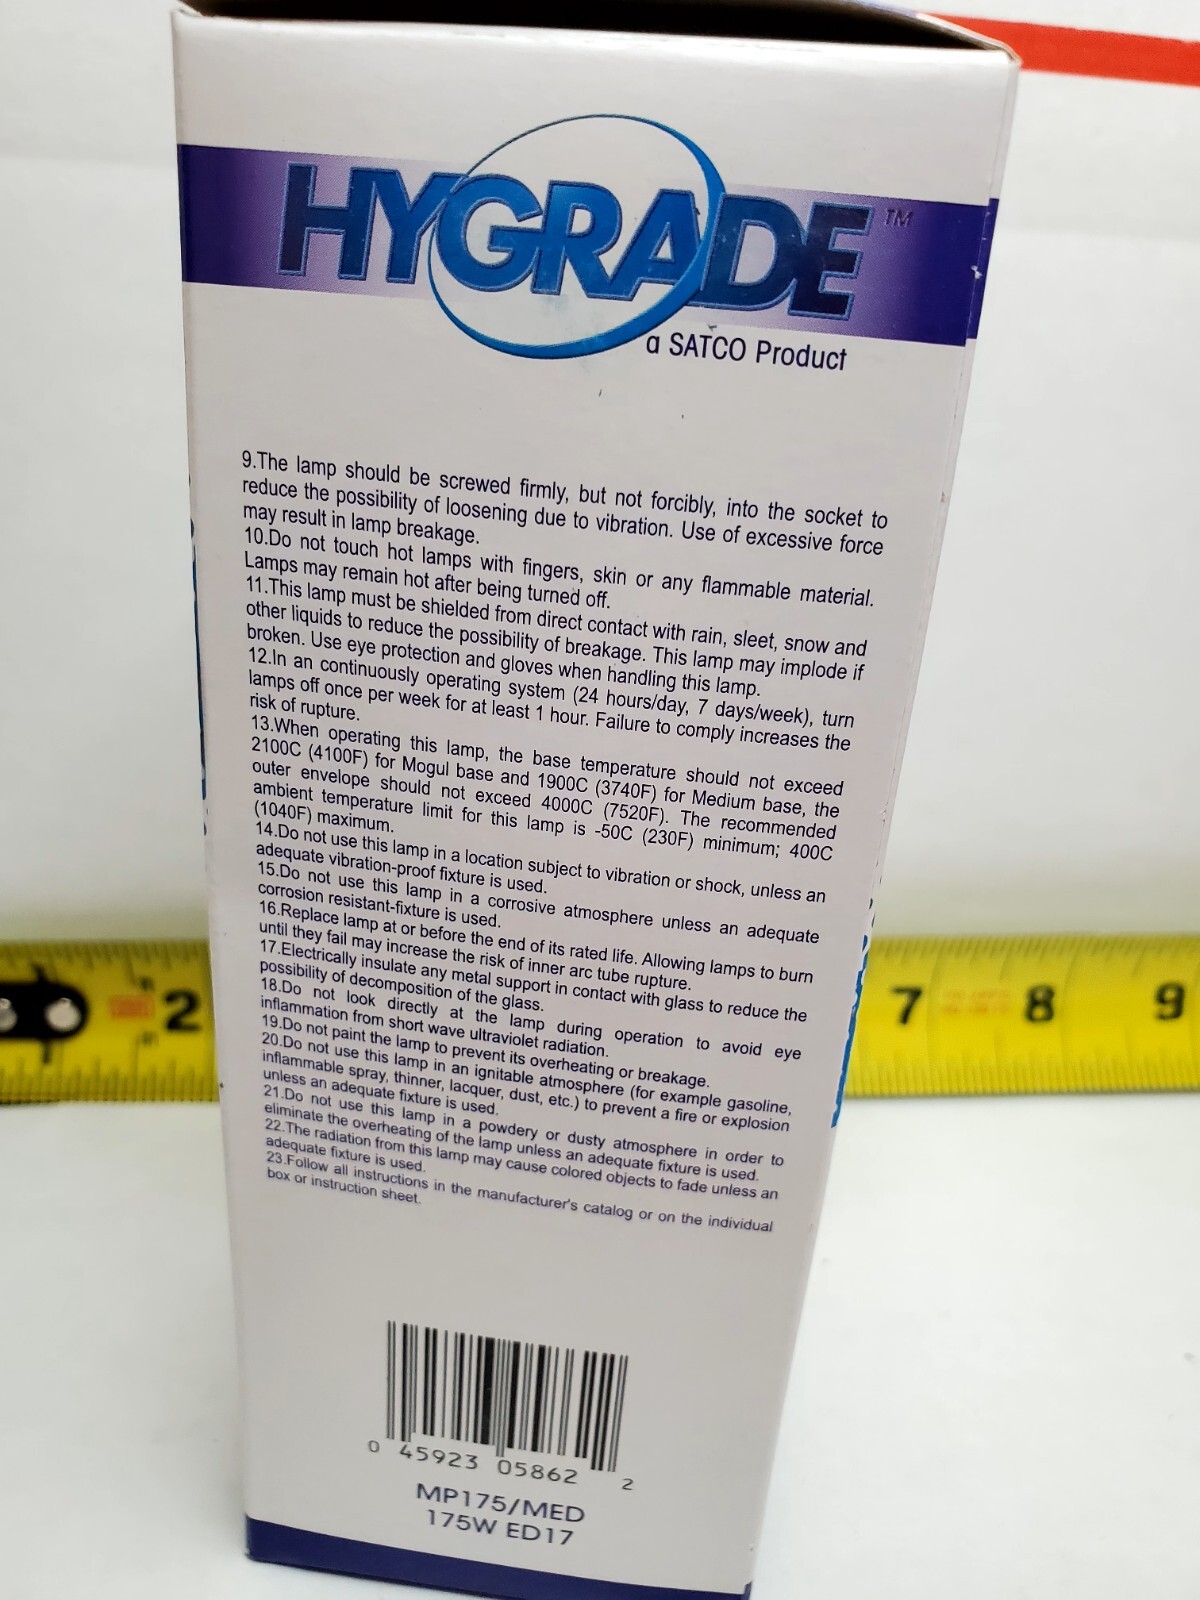 HYGRADE™
a SATCO Product
9.The lamp should be screwed firmly, but not forcibly, into the socket to
reduce the possibility of loosening due to vibration. Use of excessive force
may result in lamp breakage.
10.Do not touch hot lamps with fingers, skin or any flammable material.
Lamps may remain hot after being turned off.
11.This lamp must be shielded from direct contact with rain, sleet, snow and
other liquids to reduce the possibility of breakage. This lamp may implode if
broken. Use eye protection and gloves when handling this lamp.
12.In an continuously operating system (24 hours/day, 7 days/week), turn
lamps off once per week for at least 1 hour. Failure to comply increases the
risk of rupture.
13.When operating this lamp, the base temperature should not exceed
2100C (4100F) for Mogul base and 1900C (3740F) for Medium base, the
outer envelope should not exceed 4000C (7520F). The recommended
ambient temperature limit for this lamp is -50C (230F) minimum; 400C
(1040F) maximum.
14.Do not use this lamp in a location subject to vibration or shock, unless an
adequate vibration-proof fixture is used.
15.Do not use this lamp in a corrosive atmosphere unless an adequate
corrosion resistant-fixture is used.
16.Replace lamp at or before the end of its rated life. Allowing lamps to burn
until they fail may increase the risk of inner arc tube rupture.
17.Electrically insulate any metal support in contact with glass to reduce the
possibility of decomposition of the glass.
18.Do not look directly at the lamp during operation to avoid eye
inflammation from short wave ultraviolet radiation.
19.Do not paint the lamp to prevent its overheating or breakage.
20.Do not use this lamp in an ignitable atmosphere (for example gasoline,
inflammable spray, thinner, lacquer, dust, etc.) to prevent a fire or explosion
unless an adequate fixture is used.
21.Do not use this lamp in a powdery or dusty atmosphere in order to
eliminate the overheating of the lamp unless an adequate fixture is used.
22.The radiation from this lamp may cause colored objects to fade unless an
adequate fixture is used.
23.Follow all instructions in the manufacturer's catalog or on the individual
box or instruction sheet.
2 7 8 9
0 45923 05862 2
MP175/MED
175W ED17